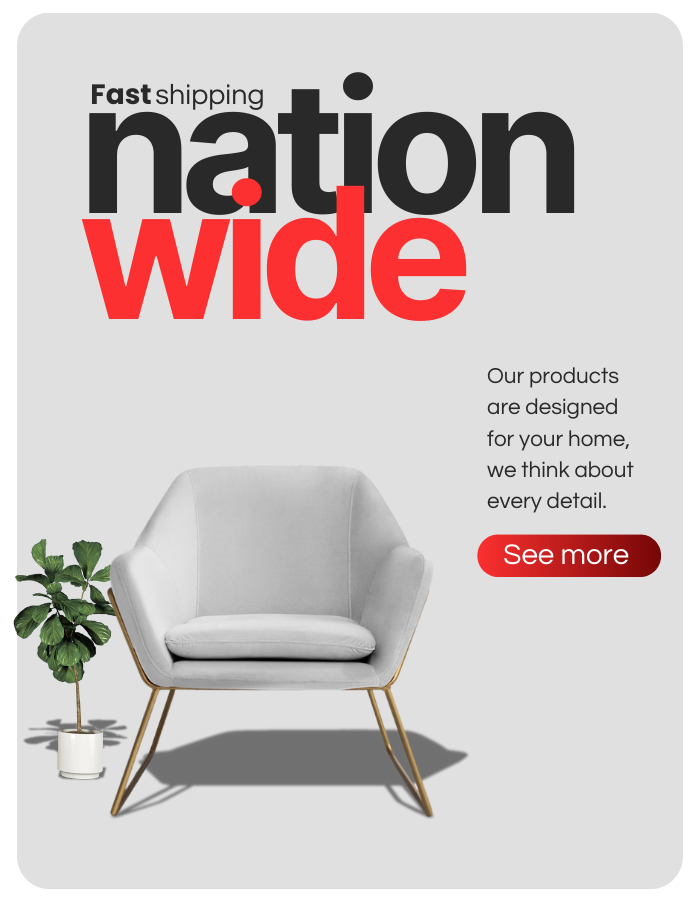 Fast shipping
nation
wide
Our products
are designed
for your home,
we think about
every detail.
See more